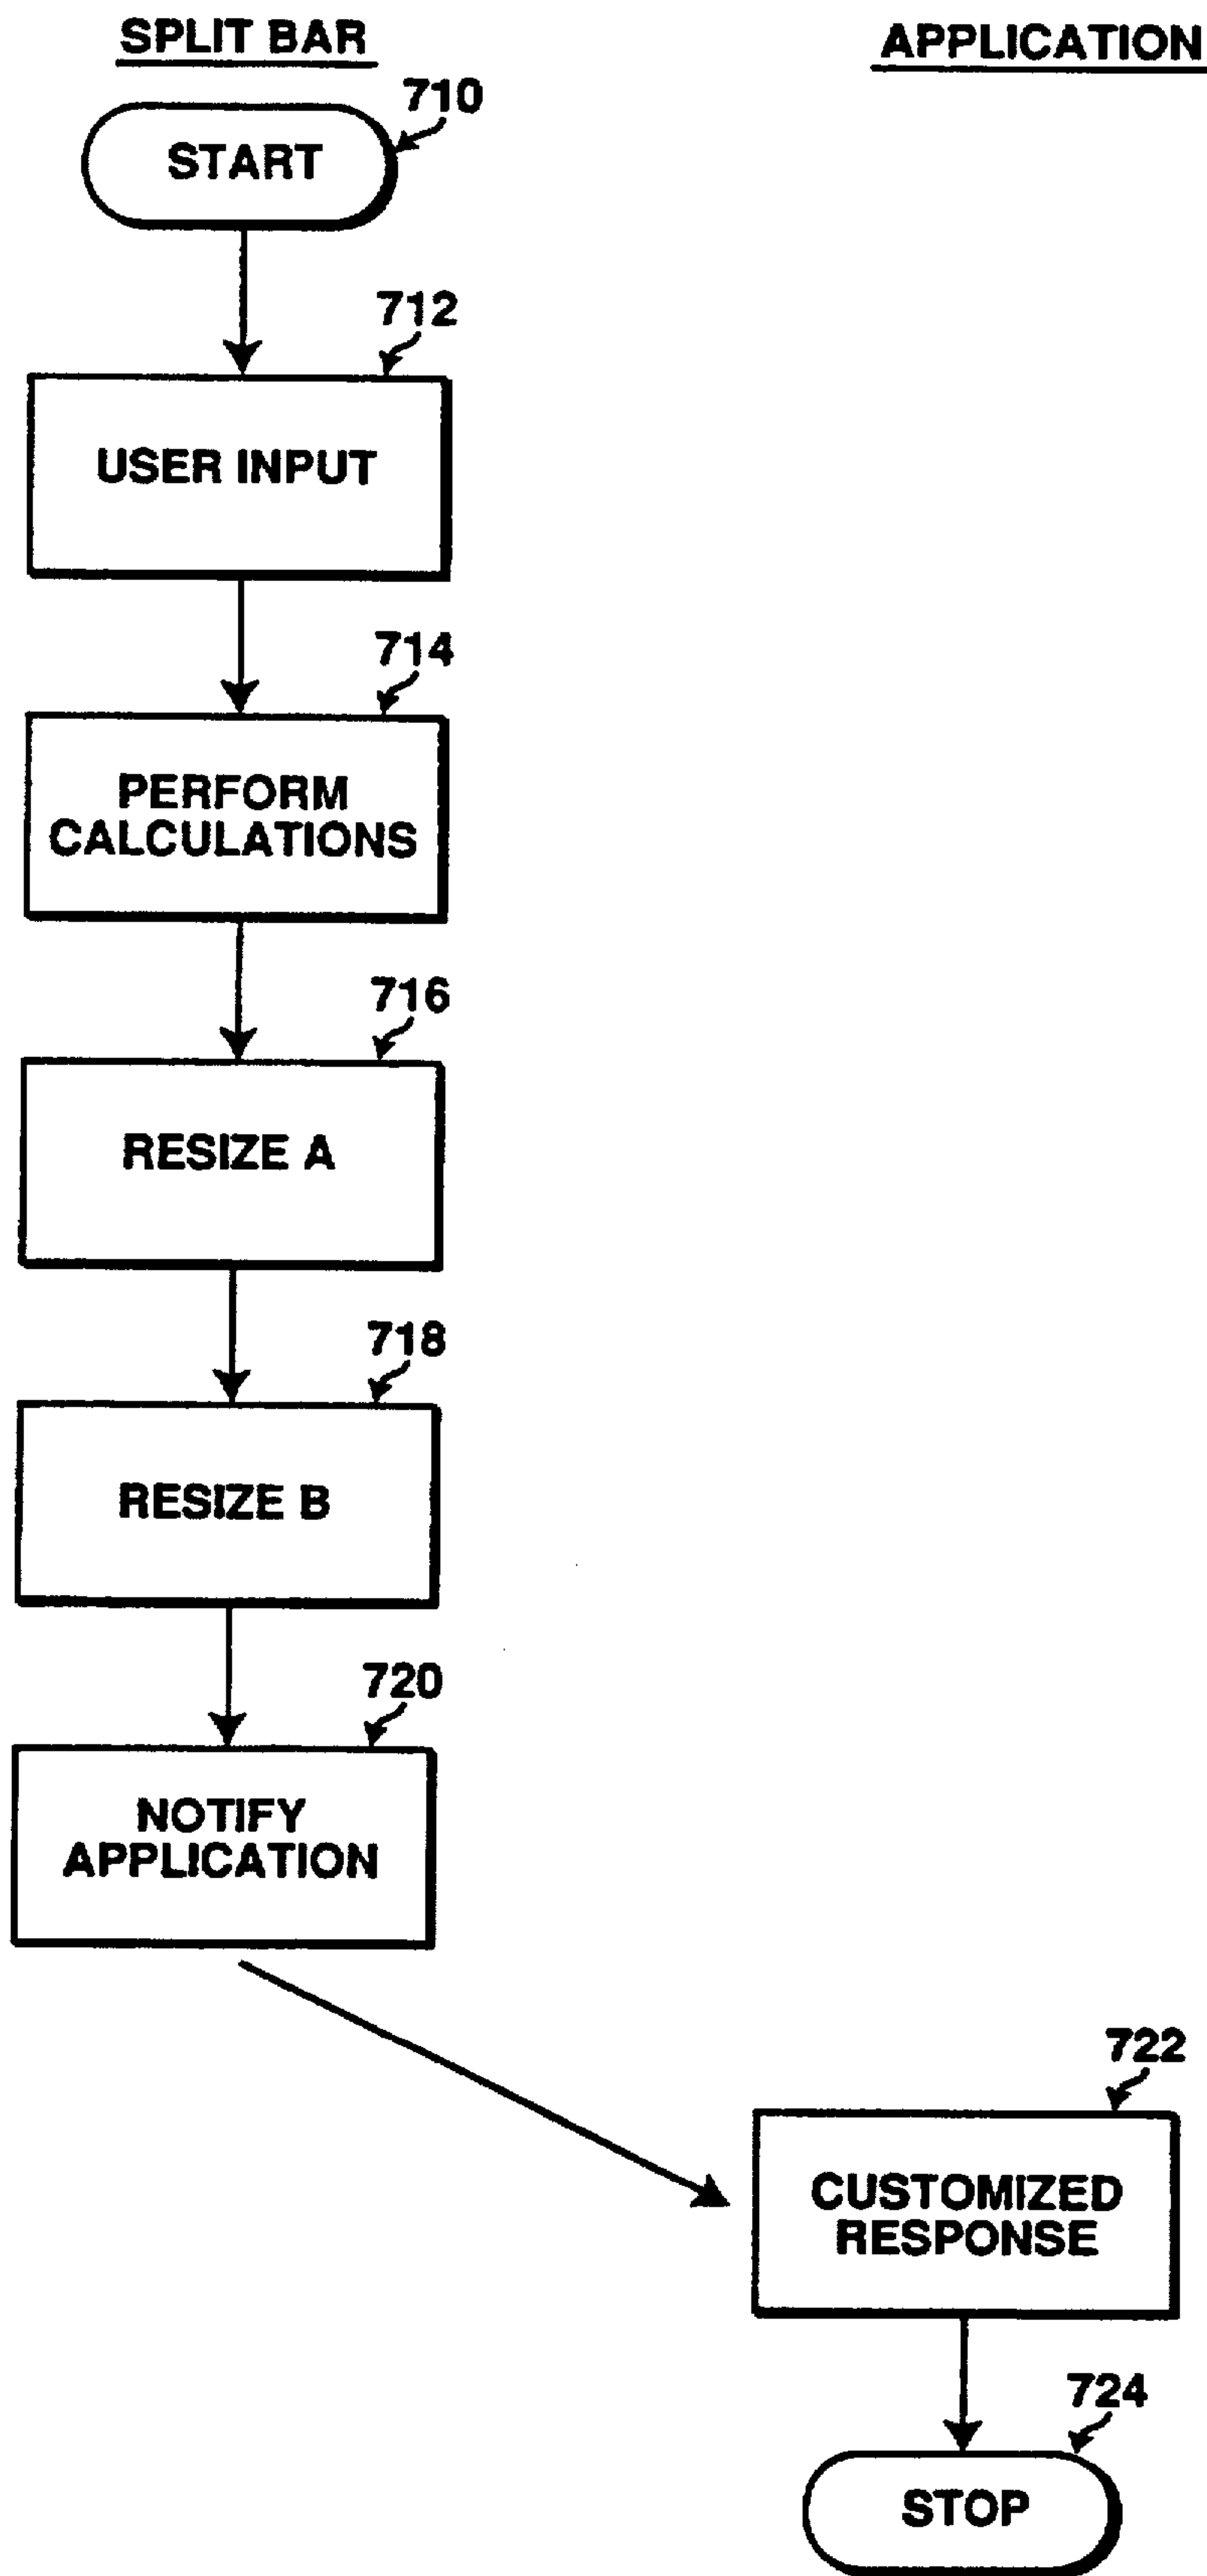 SPLIT BAR
APPLICATION
710
START
712
USER INPUT
714
PERFORM
CALCULATIONS
716
RESIZE A
718
RESIZE B
720
NOTIFY
APPLICATION
722
CUSTOMIZED
RESPONSE
724
STOP